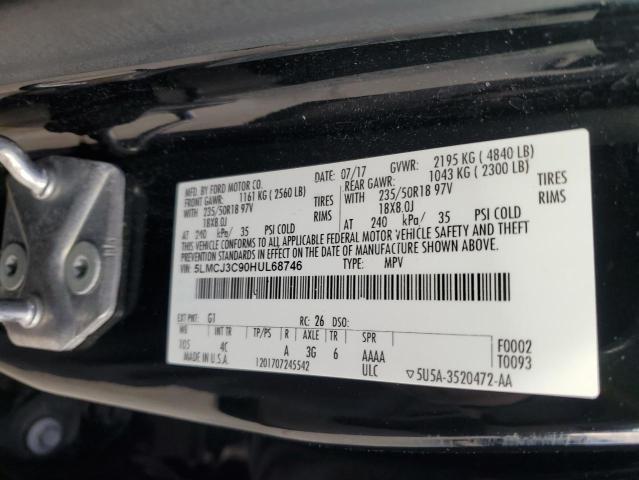 MFD. BY FORD MOTOR CO. DATE: 07/17 GVWR: 2195 KG ( 4840 LB)
FRONT GAWR: 1161 KG ( 2560 LB) REAR GAWR: 1043 KG ( 2300 LB)
WITH 235/50R18 97V TIRES WITH 235/50R18 97V TIRES
18X8.0J RIMS 18X8.0J RIMS
AT 240 kPa/ 35 PSI COLD AT 240 kPa/ 35 PSI COLD
THIS VEHICLE CONFORMS TO ALL APPLICABLE FEDERAL MOTOR VEHICLE SAFETY AND THEFT
PREVENTION STANDARDS IN EFFECT ON THE DATE OF MANUFACTURE SHOWN ABOVE.
VIN: 5LMCJ3C90HUL68746 TYPE: MPV
EXT PNT: G1 RC: 26 DSO: F0002
WB INT TR TP/PS R AXLE TR SPR T0093
105 4C A 3G 6 AAAA
MADE IN U.S.A. 1201707245542 ULC ▽5U5A-3520472-AA